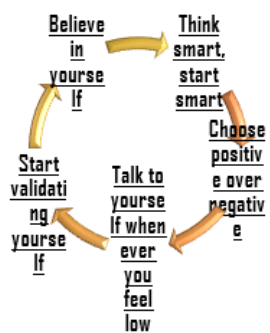 Believe
in
yourse
lf
Think
smart,
start
smart
Choose
positiv
e over
negativ
e
Talk to
yourse
lf when
ever
you
feel
low
Start
validati
ng
yourse
lf